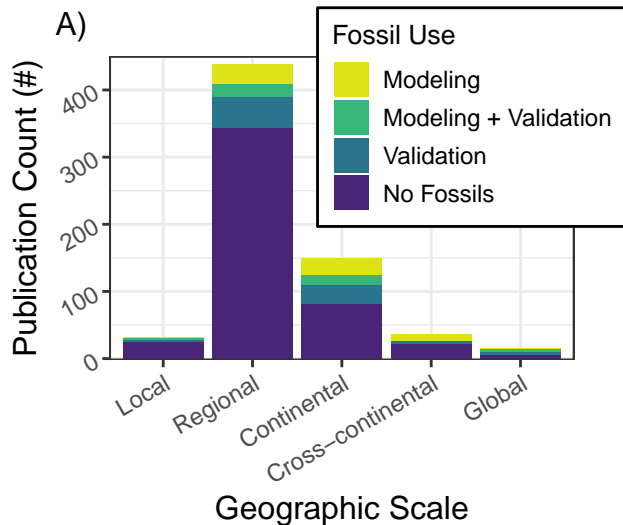 A)
Fossil Use
Modeling
Modeling + Validation
Validation
No Fossils
Publication Count (#)
400
300
200
100
0
Local
Regional
Continental
Cross−continental
Global
Geographic Scale